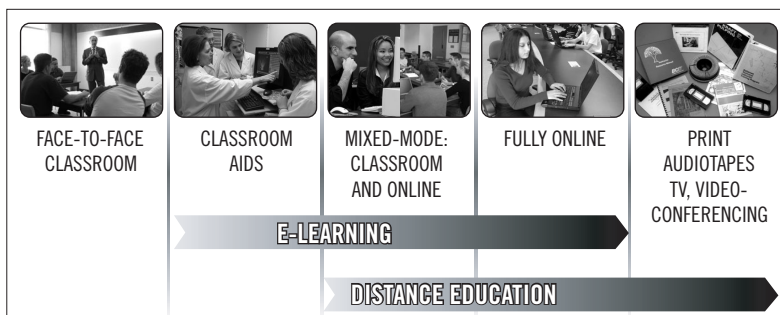 FACE-TO-FACE
CLASSROOM
CLASSROOM
AIDS
MIXED-MODE:
CLASSROOM
AND ONLINE
FULLY ONLINE
PRINT
AUDIOTAPES
TV, VIDEO-
CONFERENCING
E-LEARNING
DISTANCE EDUCATION